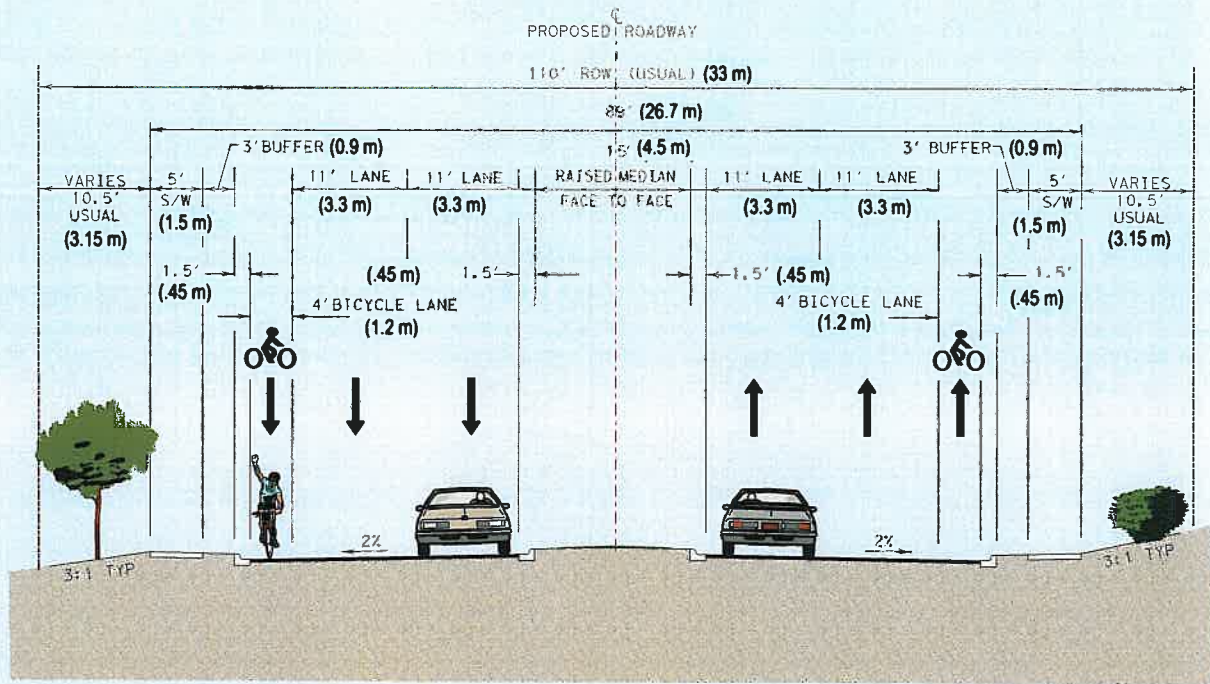 ℄
PROPOSED ROADWAY
110' ROW (USUAL) (33 m)
89' (26.7 m)
3' BUFFER (0.9 m)
15' (4.5 m)
3' BUFFER (0.9 m)
VARIES
10.5'
USUAL
(3.15 m)
5'
S/W
(1.5 m)
11' LANE
(3.3 m)
11' LANE
(3.3 m)
RAISED MEDIAN
FACE TO FACE
11' LANE
(3.3 m)
11' LANE
(3.3 m)
5'
S/W
(1.5 m)
VARIES
10.5'
USUAL
(3.15 m)
1.5'
(.45 m)
(.45 m)
1.5'
1.5' (.45 m)
1.5'
(.45 m)
4' BICYCLE LANE
(1.2 m)
4' BICYCLE LANE
(1.2 m)
2%
2%
3:1 TYP
3:1 TYP